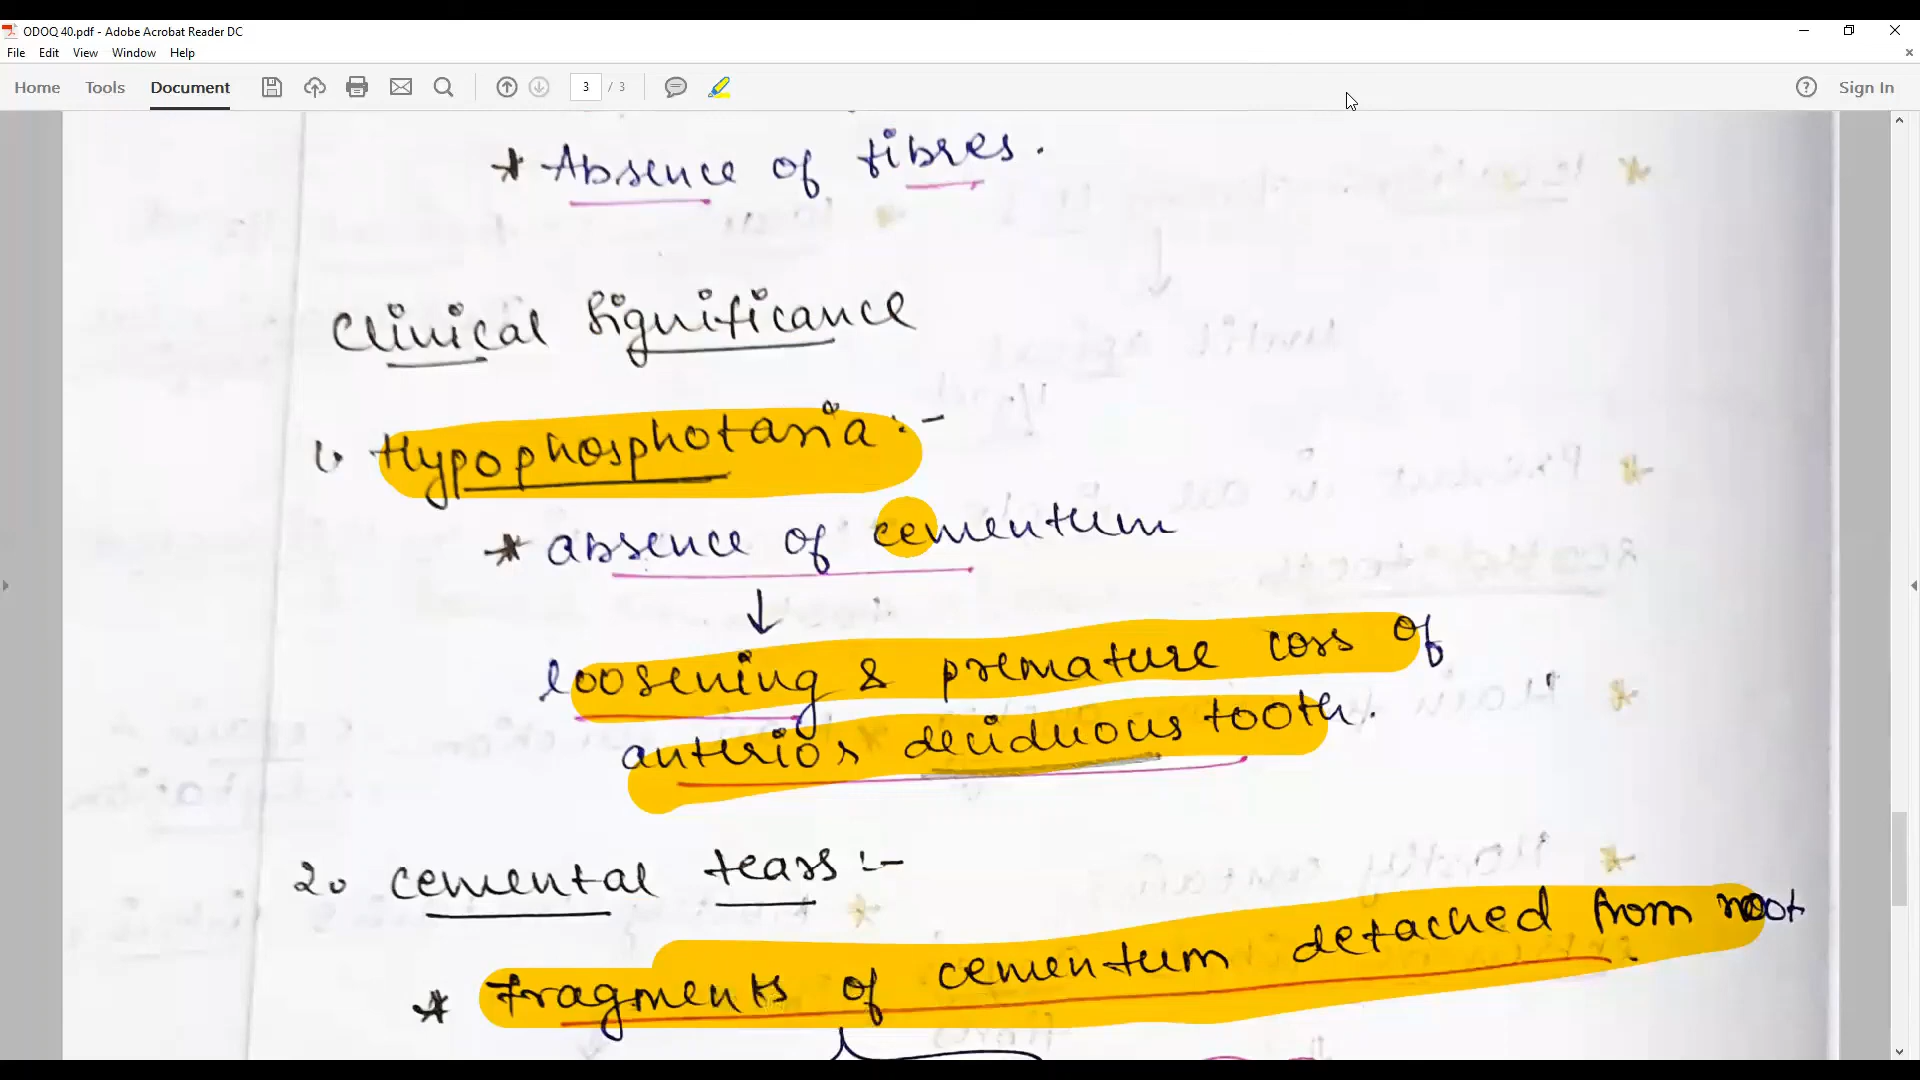 ODOQ 40.pdf - Adobe Acrobat Reader DC
File Edit View Window Help
Home Tools Document 3 / 3 Sign In
* Absence of fibres.
Clinical Significance
1. Hypophosphotasia :-
* absence of cementum
↓
loosening & premature loss of
anterior deciduous tooth.
2. cemental tears :-
* fragments of cementum detached from root